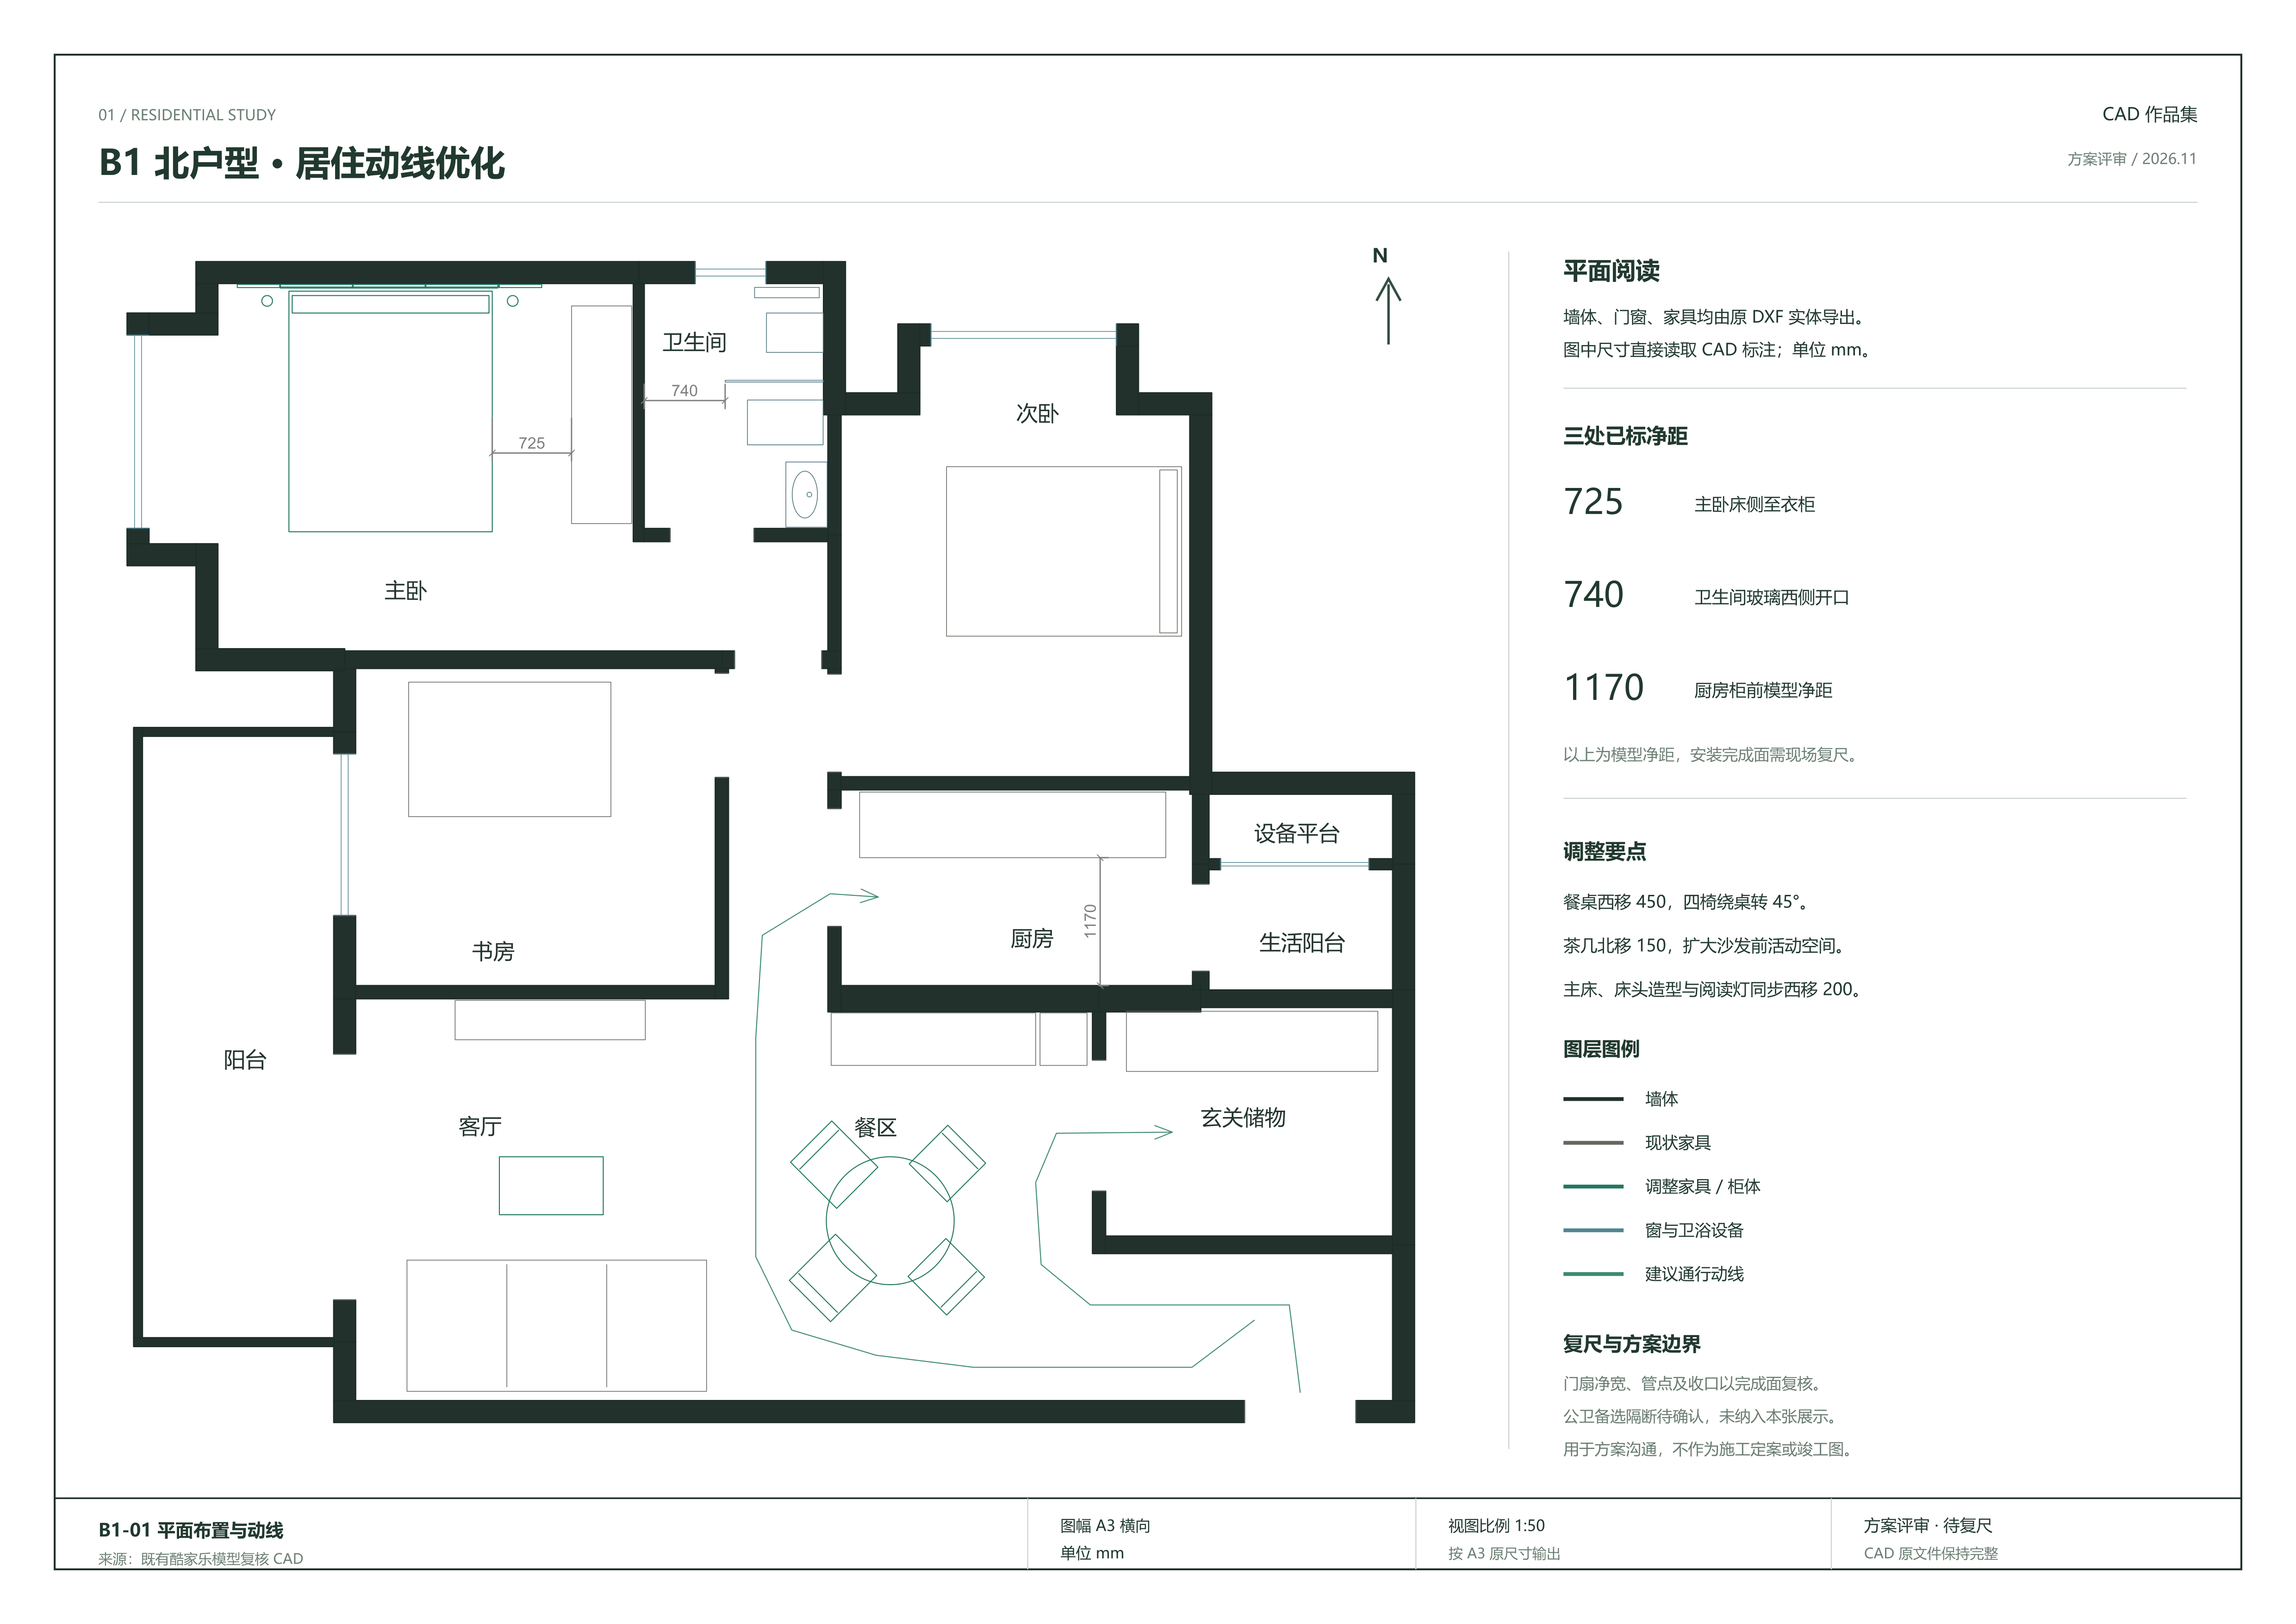 01 / RESIDENTIAL STUDY
B1 北户型・居住动线优化
CAD 作品集
方案评审 / 2026.11
N
卫生间
740
725
次卧
主卧
设备平台
1170
厨房
生活阳台
书房
阳台
客厅
餐区
玄关储物
平面阅读
墙体、门窗、家具均由原 DXF 实体导出。
图中尺寸直接读取 CAD 标注；单位 mm。
三处已标净距
725 主卧床侧至衣柜
740 卫生间玻璃西侧开口
1170 厨房柜前模型净距
以上为模型净距，安装完成面需现场复尺。
调整要点
餐桌西移 450，四椅绕桌转 45°。
茶几北移 150，扩大沙发前活动空间。
主床、床头造型与阅读灯同步西移 200。
图层图例
墙体
现状家具
调整家具 / 柜体
窗与卫浴设备
建议通行动线
复尺与方案边界
门扇净宽、管点及收口以完成面复核。
公卫备选隔断待确认，未纳入本张展示。
用于方案沟通，不作为施工定案或竣工图。
B1-01 平面布置与动线
来源：既有酷家乐模型复核 CAD
图幅 A3 横向
单位 mm
视图比例 1:50
按 A3 原尺寸输出
方案评审 · 待复尺
CAD 原文件保持完整